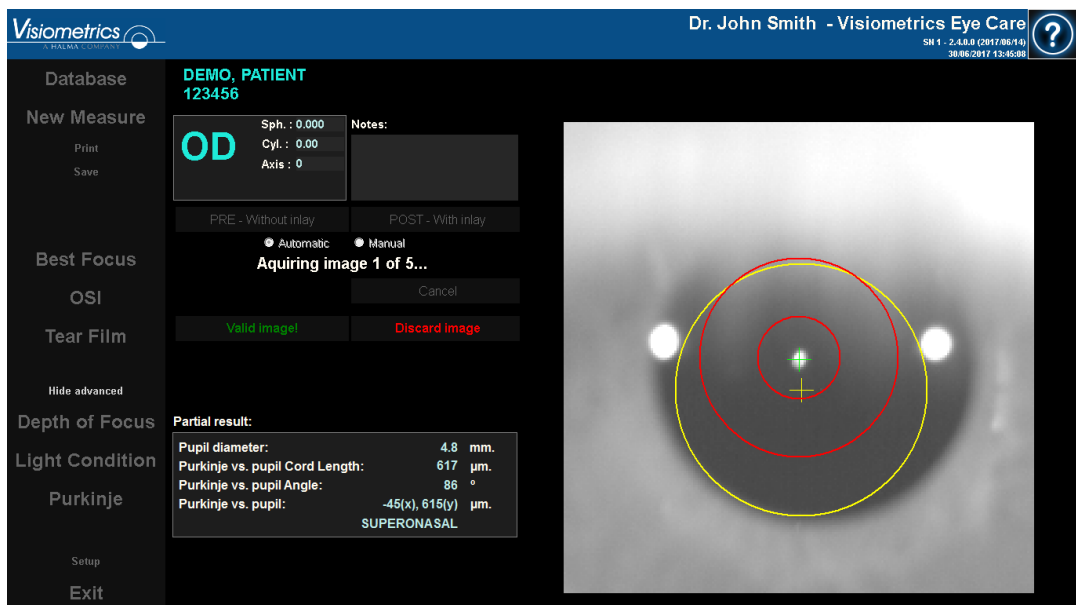 Visiometrics
A HALMA COMPANY
Dr. John Smith - Visiometrics Eye Care
SN 1 - 2.4.0.0 (2017/06/14)
30/06/2017 13:45:08
?
Database
New Measure
Print
Save
Best Focus
OSI
Tear Film
Hide advanced
Depth of Focus
Light Condition
Purkinje
Setup
Exit
DEMO, PATIENT
123456
OD
Sph. : 0.000
Cyl. : 0.00
Axis : 0
Notes:
PRE - Without inlay
POST - With inlay
Automatic
Manual
Aquiring image 1 of 5...
Cancel
Valid image!
Discard image
Partial result:
Pupil diameter: 4.8 mm.
Purkinje vs. pupil Cord Length: 617 µm.
Purkinje vs. pupil Angle: 86 º
Purkinje vs. pupil: -45(x), 615(y) µm.
SUPERONASAL